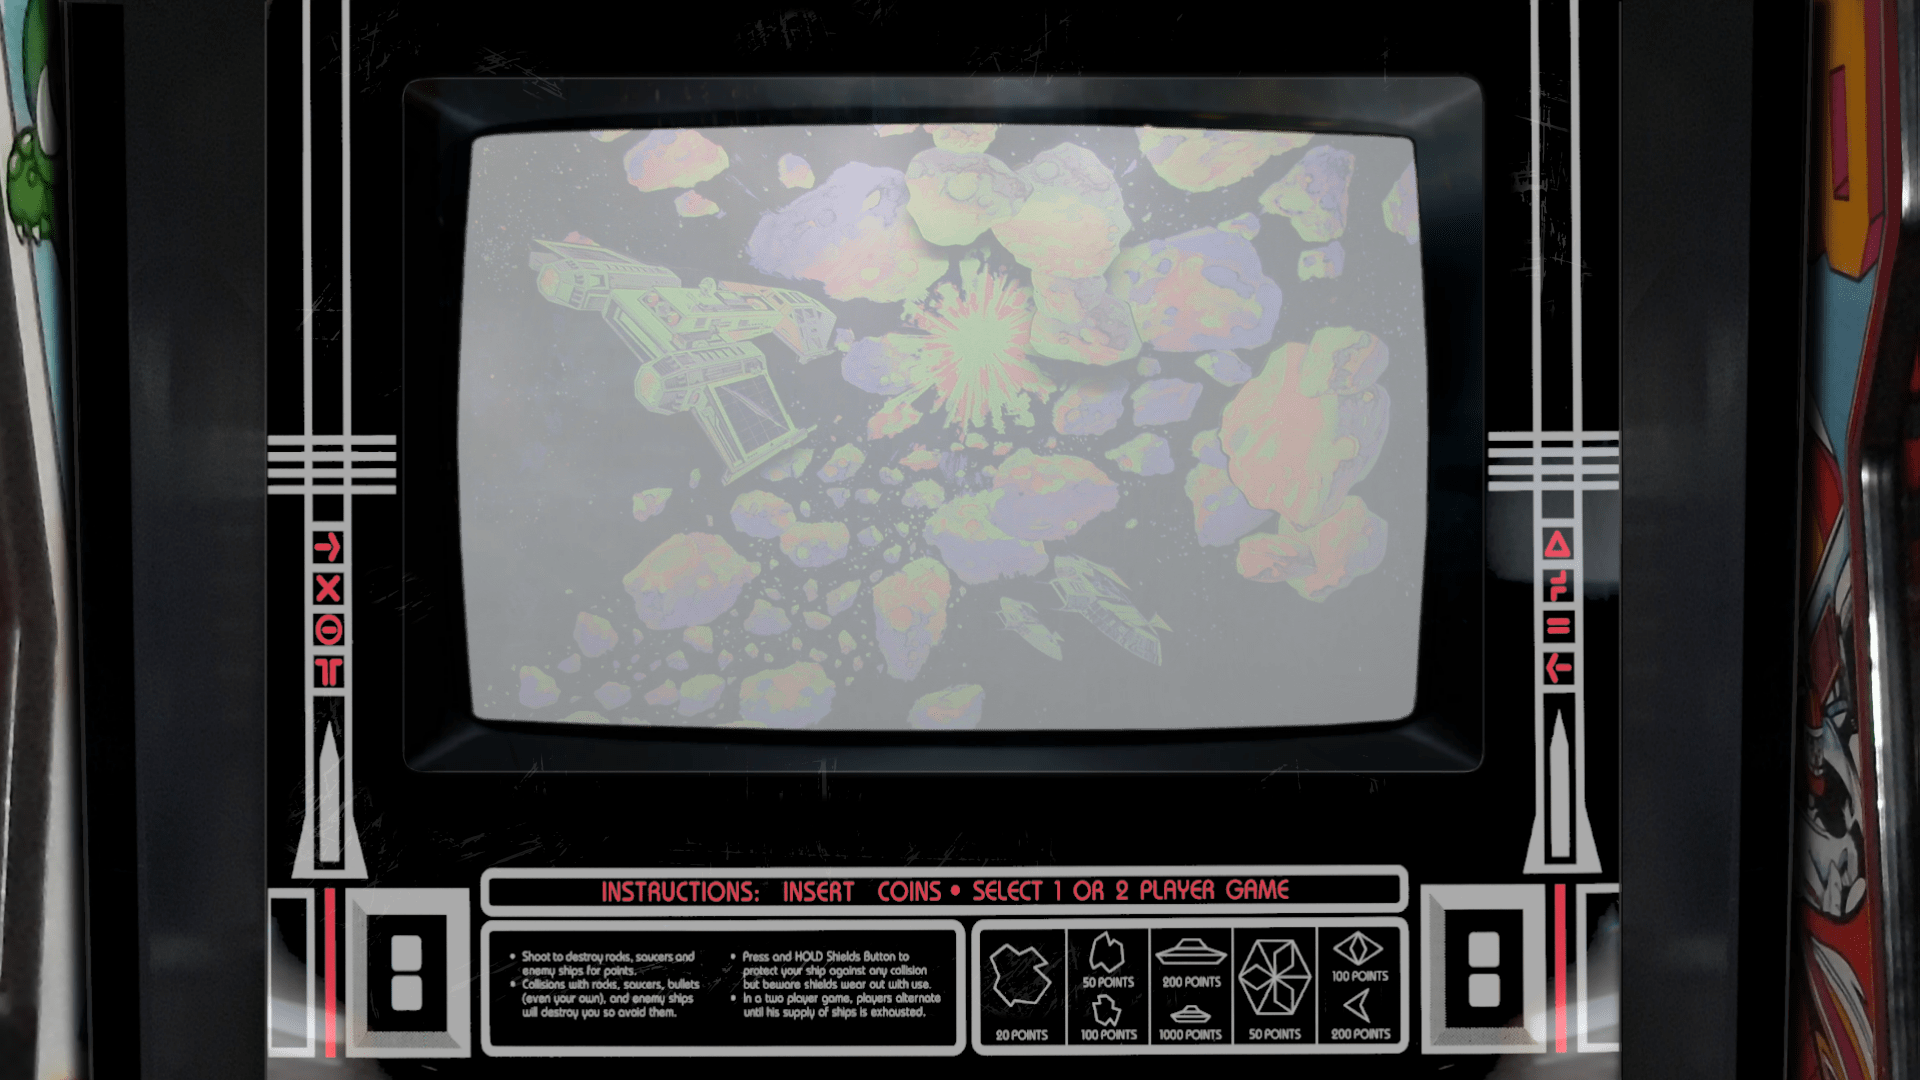 INSTRUCTIONS: INSERT COINS • SELECT 1 OR 2 PLAYER GAME
• Shoot to destroy rocks, saucers and
enemy ships for points.
• Collisions with rocks, saucers, bullets
(even your own), and enemy ships
will destroy you so avoid them.
• Press and HOLD Shields Button to
protect your ship against any collision
but beware shields wear out with use.
• In a two player game, players alternate
until his supply of ships is exhausted.
20 POINTS
50 POINTS
100 POINTS
200 POINTS
1000 POINTS
50 POINTS
100 POINTS
200 POINTS